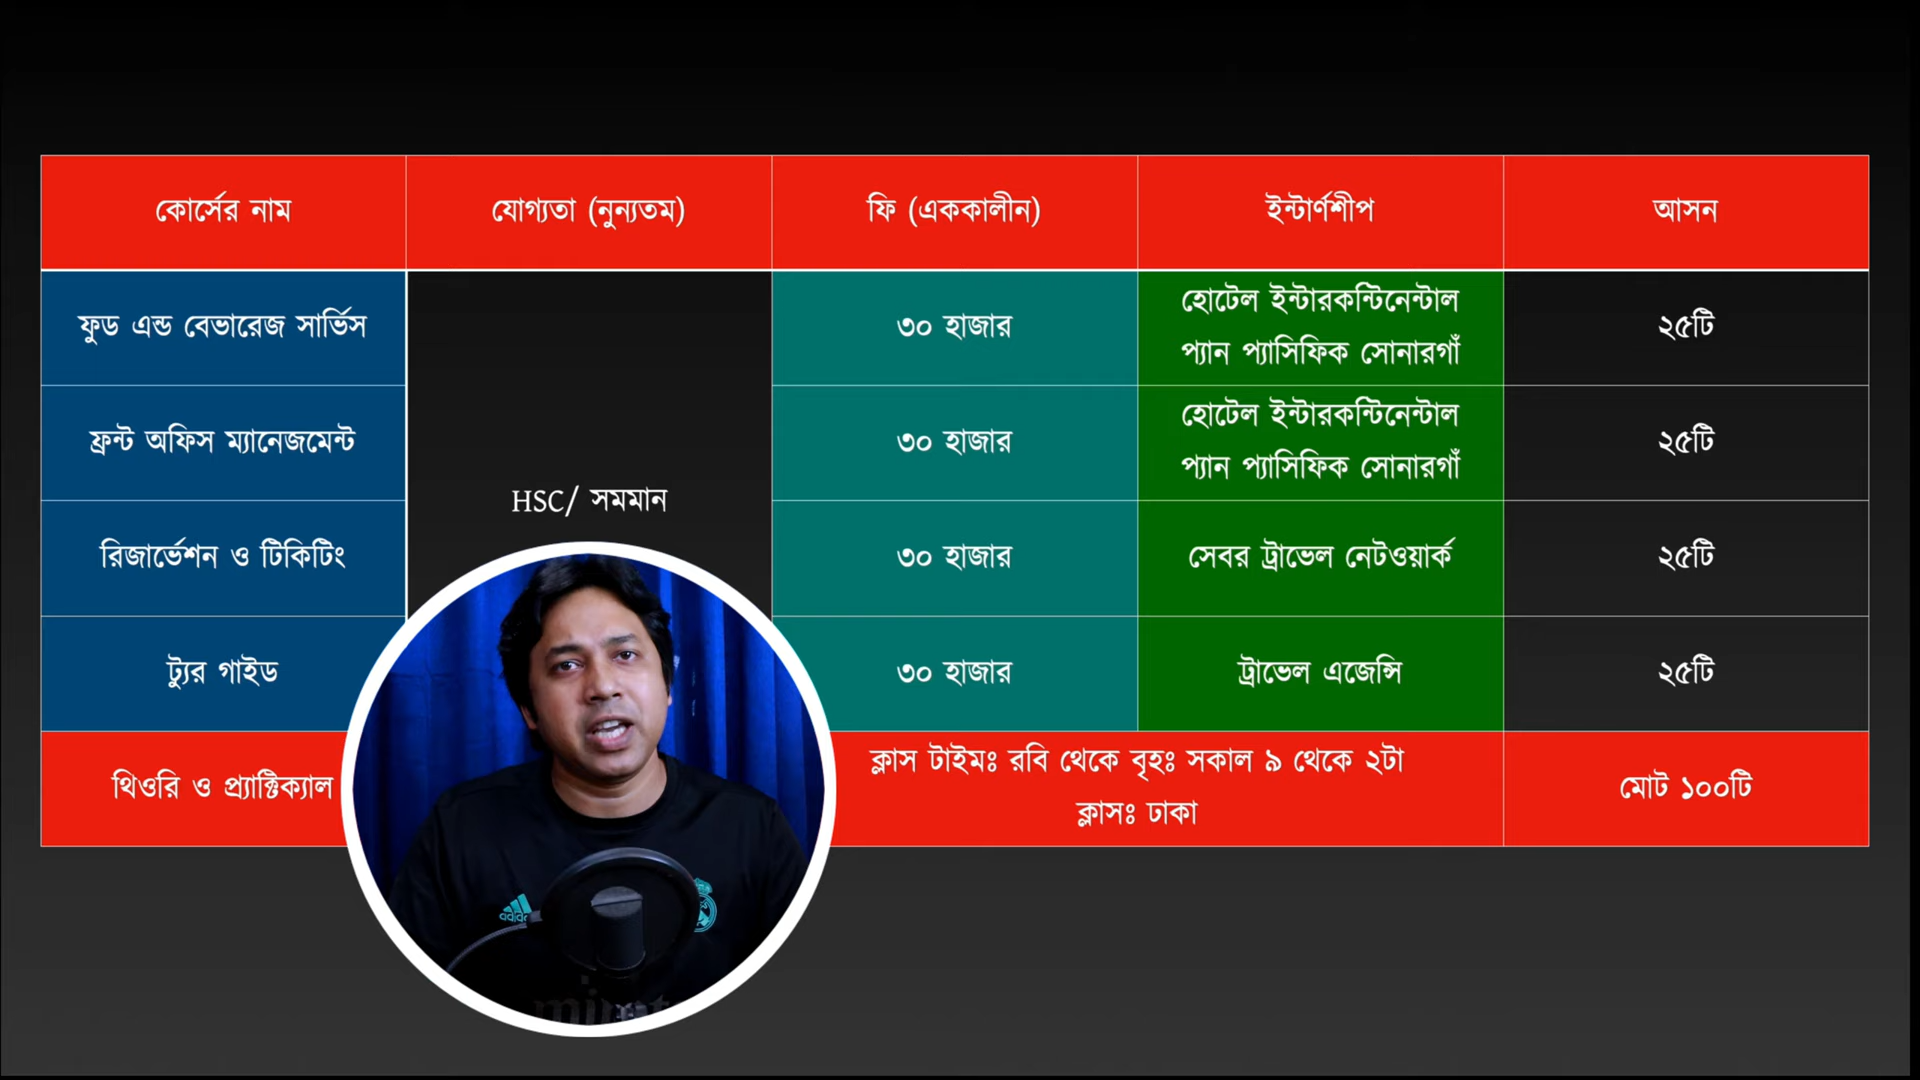 কোর্সের নাম
যোগ্যতা (নুন্যতম)
ফি (এককালীন)
ইন্টার্ণশীপ
আসন
ফুড এন্ড বেভারেজ সার্ভিস
HSC/ সমমান
৩০ হাজার
হোটেল ইন্টারকন্টিনেন্টাল
প্যান প্যাসিফিক সোনারগাঁ
২৫টি
ফ্রন্ট অফিস ম্যানেজমেন্ট
৩০ হাজার
হোটেল ইন্টারকন্টিনেন্টাল
প্যান প্যাসিফিক সোনারগাঁ
২৫টি
রিজার্ভেশন ও টিকিটিং
৩০ হাজার
সেবর ট্রাভেল নেটওয়ার্ক
২৫টি
ট্যুর গাইড
৩০ হাজার
ট্রাভেল এজেন্সি
২৫টি
থিওরি ও প্র্যাক্টিক্যাল
ক্লাস টাইমঃ রবি থেকে বৃহঃ সকাল ৯ থেকে ২টা
ক্লাসঃ ঢাকা
মোট ১০০টি
adidas